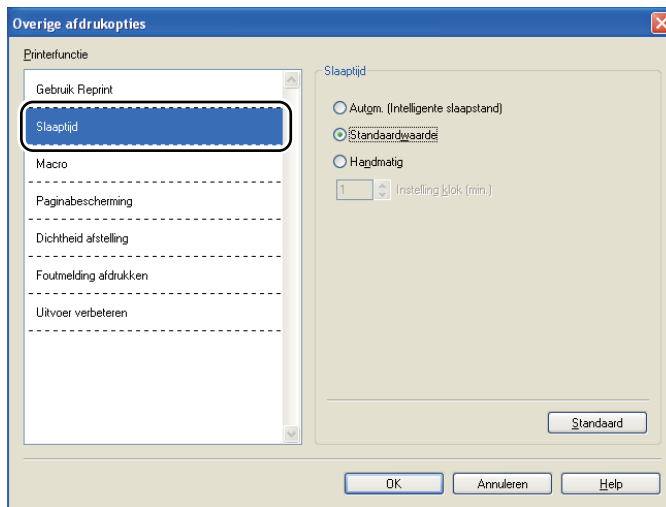 Overige afdrukopties
Printerfunctie
Gebruik Reprint
Slaaptijd
Macro
Paginabescherming
Dichtheid afstelling
Foutmelding afdrukken
Uitvoer verbeteren
Slaaptijd
Autom. (Intelligente slaapstand)
Standaardwaarde
Handmatig
1 Instelling klok (min.)
Standaard
OK Annuleren Help